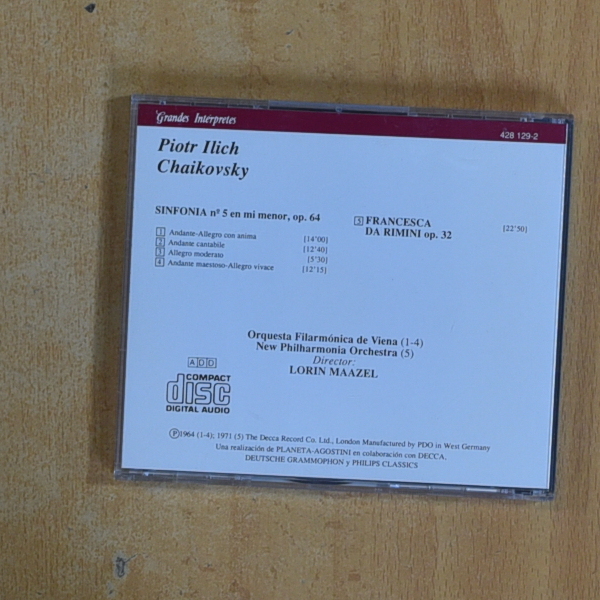 Grandes Intérpretes
428 129-2
Piotr Ilich
Chaikovsky
SINFONIA nº 5 en mi menor, op. 64
1 Andante-Allegro con anima [14'00]
2 Andante cantabile [12'40]
3 Allegro moderato [5'30]
4 Andante maestoso-Allegro vivace [12'15]
5 FRANCESCA
DA RIMINI op. 32 [22'50]
Orquesta Filarmónica de Viena (1-4)
New Philharmonia Orchestra (5)
Director:
LORIN MAAZEL
ADD
COMPACT
disc
DIGITAL AUDIO
Ⓟ1964 (1-4); 1971 (5) The Decca Record Co. Ltd., London Manufactured by PDO in West Germany
Una realización de PLANETA-AGOSTINI en colaboración con DECCA,
DEUTSCHE GRAMMOPHON y PHILIPS CLASSICS